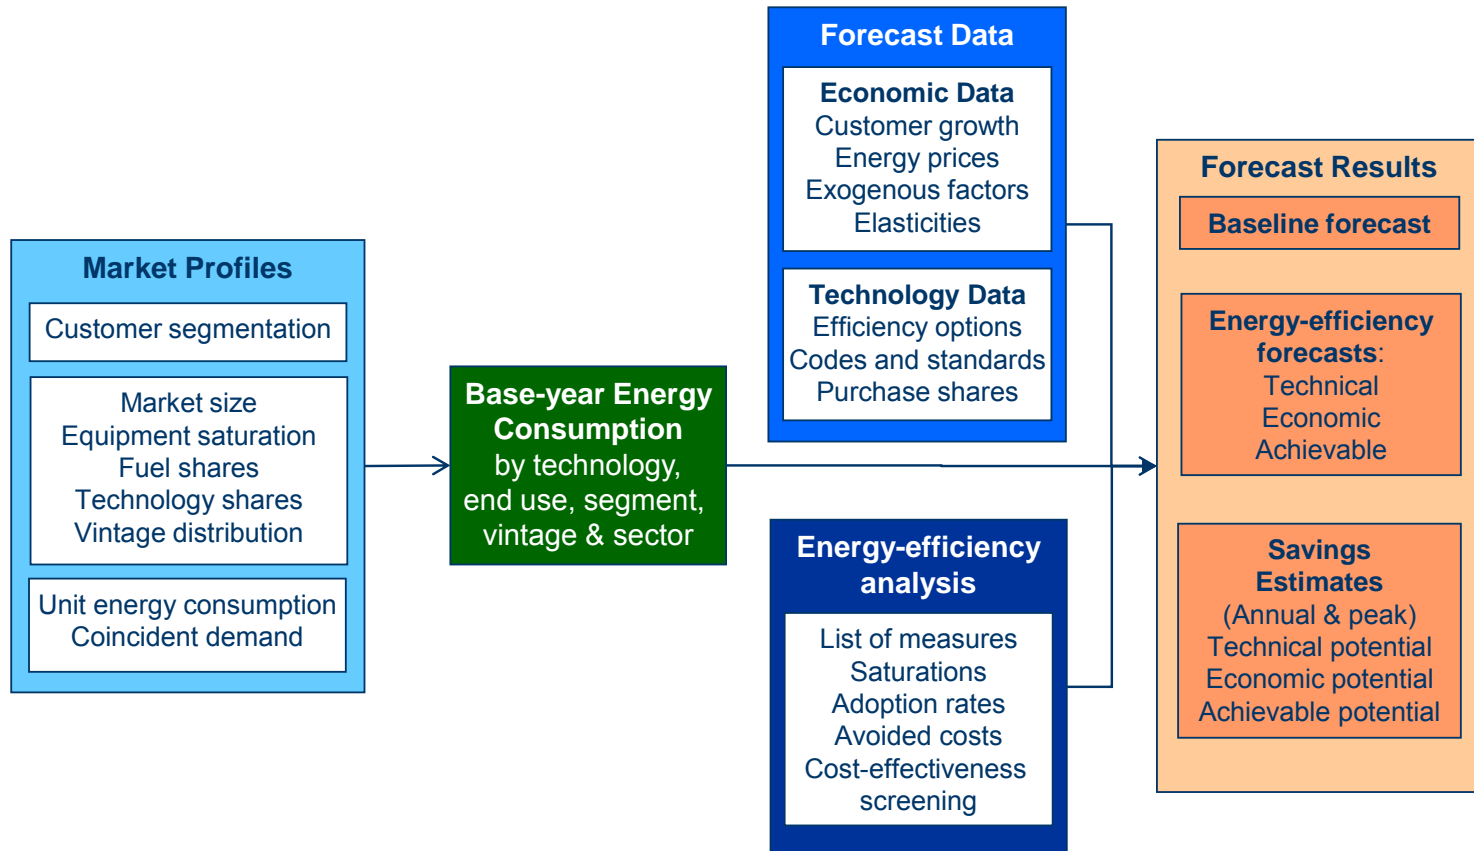 Market Profiles
Customer segmentation
Market size
Equipment saturation
Fuel shares
Technology shares
Vintage distribution
Unit energy consumption
Coincident demand
Base-year Energy
Consumption
by technology,
end use, segment,
vintage & sector
Forecast Data
Economic Data
Customer growth
Energy prices
Exogenous factors
Elasticities
Technology Data
Efficiency options
Codes and standards
Purchase shares
Energy-efficiency
analysis
List of measures
Saturations
Adoption rates
Avoided costs
Cost-effectiveness
screening
Forecast Results
Baseline forecast
Energy-efficiency
forecasts:
Technical
Economic
Achievable
Savings
Estimates
(Annual & peak)
Technical potential
Economic potential
Achievable potential